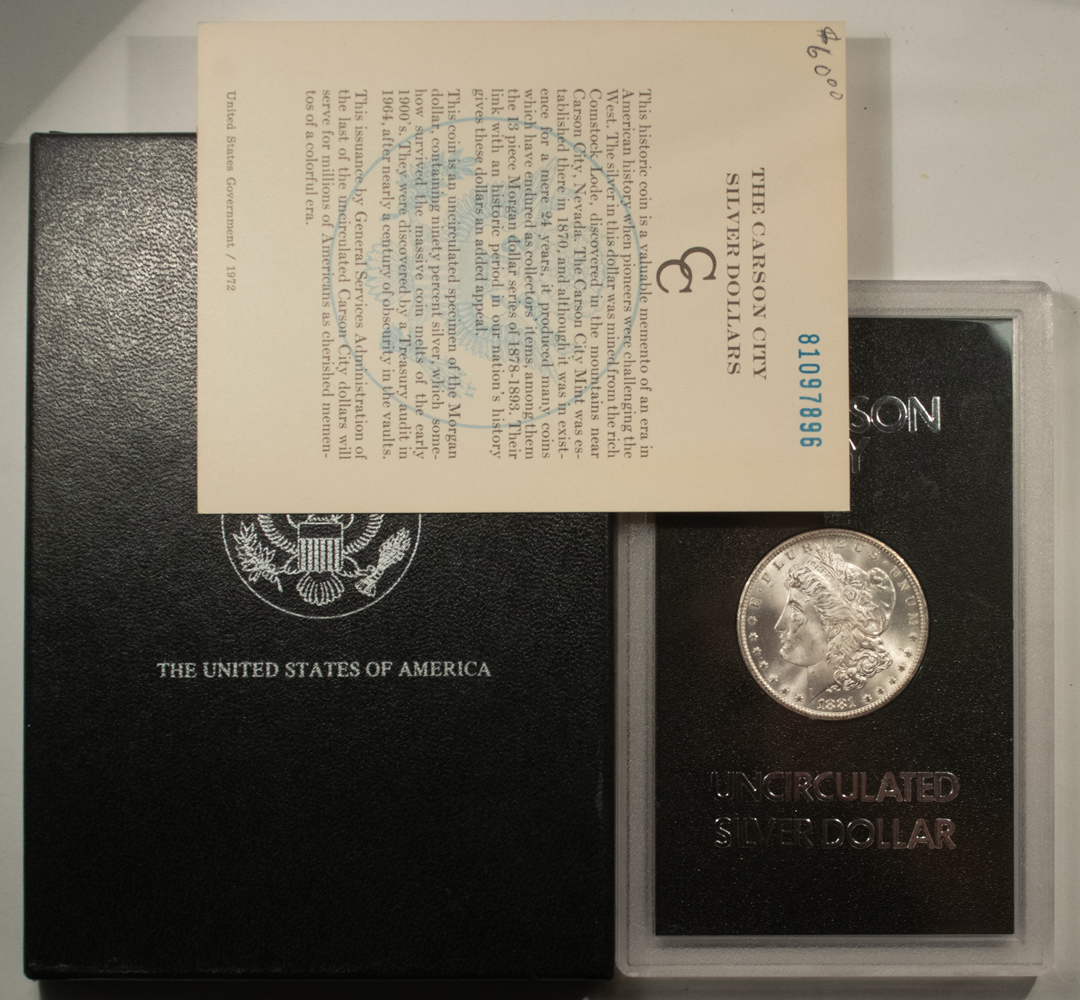 $60⁰⁰
81097896
THE CARSON CITY
SILVER DOLLARS
CC
This historic coin is a valuable memento of an era in
American history when pioneers were challenging the
West. The silver in this dollar was mined from the rich
Comstock Lode, discovered in the mountains near
Carson City, Nevada. The Carson City Mint was es-
tablished there in 1870, and although it was in exist-
ence for a mere 24 years, it produced many coins
which have endured as collectors' items, among them
the 13 piece Morgan dollar series of 1878-1893. Their
link with an historic period in our nation's history
gives these dollars an added appeal.
This coin is an uncirculated specimen of the Morgan
dollar, containing ninety percent silver, which some-
how survived the massive coin melts of the early
1900's. They were discovered by a Treasury audit in
1964, after nearly a century of obscurity in the vaults.
This issuance by General Services Administration of
the last of the uncirculated Carson City dollars will
serve for millions of Americans as cherished memen-
tos of a colorful era.
United States Government / 1972
THE UNITED STATES OF AMERICA
SON
Y
E · PLURIBUS · UNUM
1881
UNCIRCULATED
SILVER DOLLAR